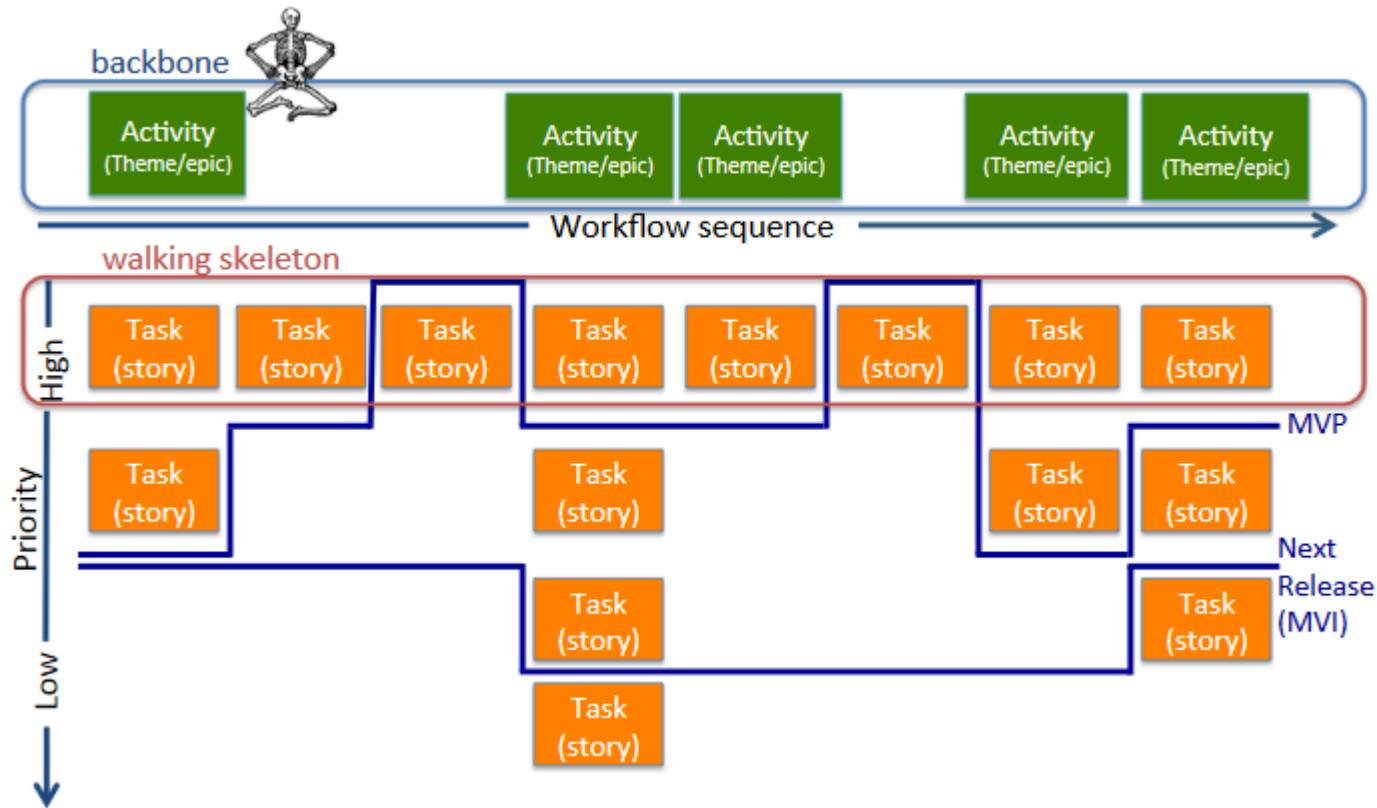 backbone
Activity
(Theme/epic)
Activity
(Theme/epic)
Activity
(Theme/epic)
Activity
(Theme/epic)
Activity
(Theme/epic)
Workflow sequence
walking skeleton
High
Priority
Low
Task
(story)
Task
(story)
Task
(story)
Task
(story)
Task
(story)
Task
(story)
Task
(story)
Task
(story)
MVP
Task
(story)
Task
(story)
Task
(story)
Task
(story)
Next
Release
(MVI)
Task
(story)
Task
(story)
Task
(story)